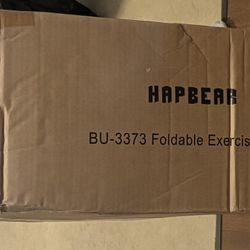 HAPBEAR
BU-3373 Foldable Exercis